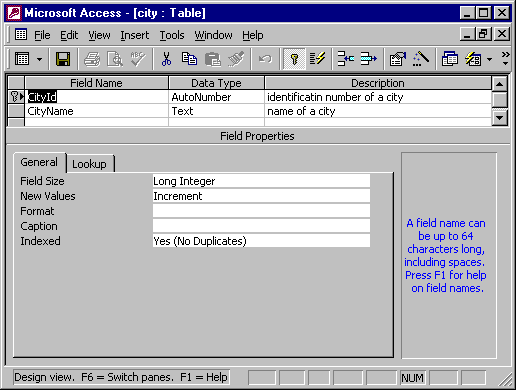 Microsoft Access - [city : Table]
File Edit View Insert Tools Window Help
Field Name Data Type Description
CityId AutoNumber identificatin number of a city
CityName Text name of a city
Field Properties
General Lookup
Field Size Long Integer
New Values Increment
Format
Caption
Indexed Yes (No Duplicates)
A field name can
be up to 64
characters long,
including spaces.
Press F1 for help
on field names.
Design view. F6 = Switch panes. F1 = Help NUM